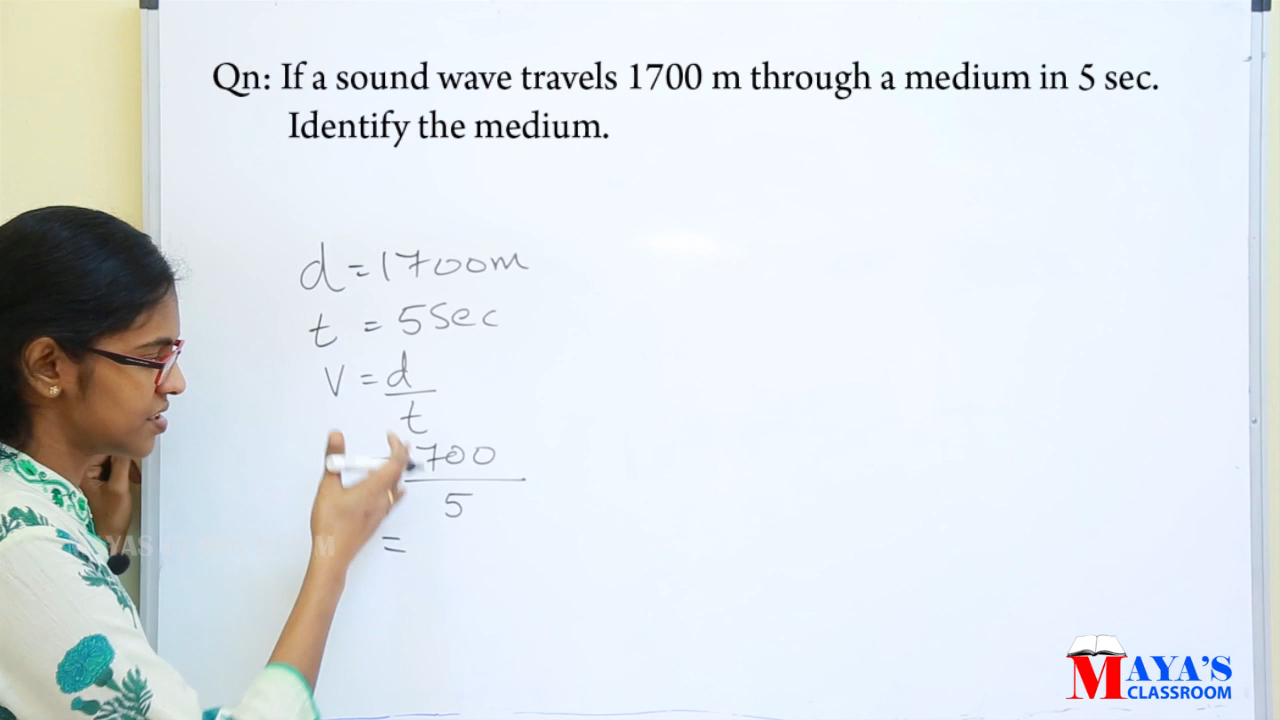 Qn: If a sound wave travels 1700 m through a medium in 5 sec.
Identify the medium.
d = 1700m
t = 5Sec
V = d
t
700
5
=
MAYA'S
CLASSROOM